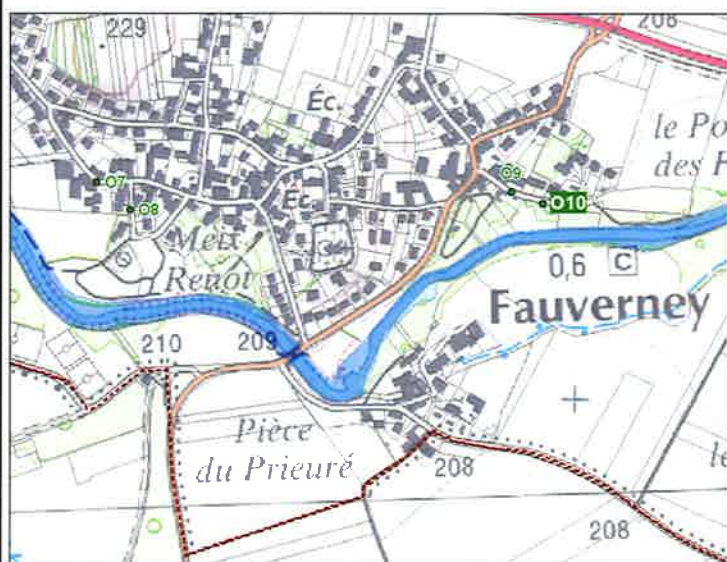 229
208
Éc.
le Po
des F
O7
O9
O8
O10
Éc.
Meix
Renot
0,6 C
Fauverney
210
209
Pièce
du Prieuré
208
le
208